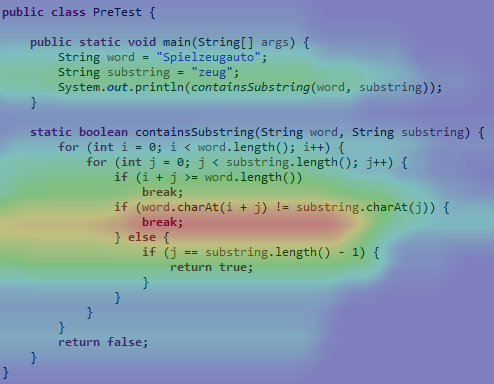 public class PreTest {
public static void main(String[] args) {
String word = "Spielzeugauto";
String substring = "zeug";
System.out.println(containsSubstring(word, substring));
}
static boolean containsSubstring(String word, String substring) {
for (int i = 0; i < word.length(); i++) {
for (int j = 0; j < substring.length(); j++) {
if (i + j >= word.length())
break;
if (word.charAt(i + j) != substring.charAt(j)) {
break;
} else {
if (j == substring.length() - 1) {
return true;
}
}
}
}
return false;
}
}